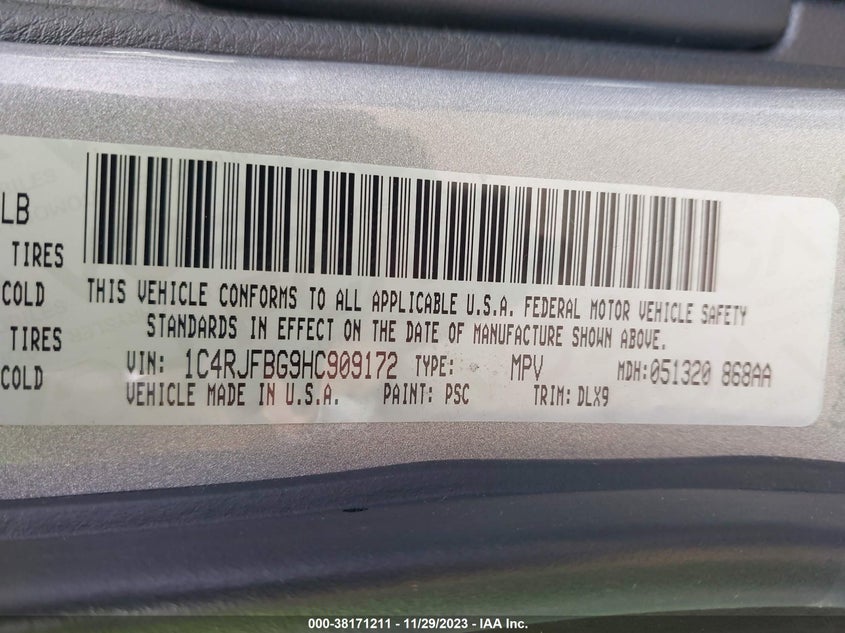 LB
TIRES
COLD
TIRES
COLD
THIS VEHICLE CONFORMS TO ALL APPLICABLE U.S.A. FEDERAL MOTOR VEHICLE SAFETY
STANDARDS IN EFFECT ON THE DATE OF MANUFACTURE SHOWN ABOVE.
VIN: 1C4RJFBG9HC909172 TYPE: MPV MDH:051320 868AA
VEHICLE MADE IN U.S.A. PAINT: PSC TRIM: DLX9
000-38171211 - 11/29/2023 - IAA Inc.